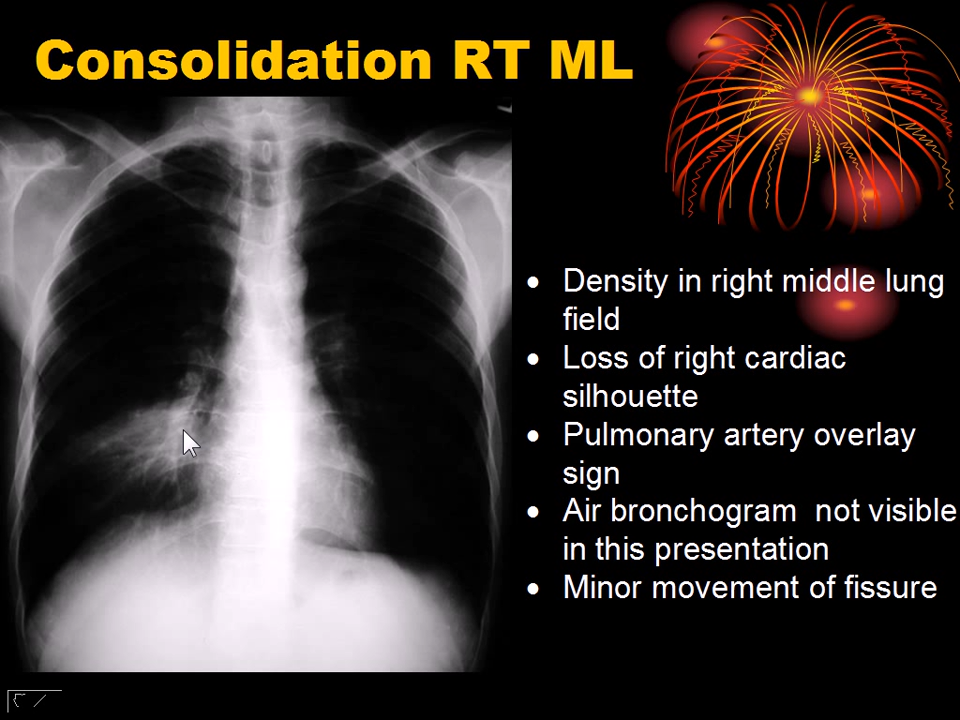 Consolidation RT ML
• Density in right middle lung
field
• Loss of right cardiac
silhouette
• Pulmonary artery overlay
sign
• Air bronchogram  not visible
in this presentation
• Minor movement of fissure